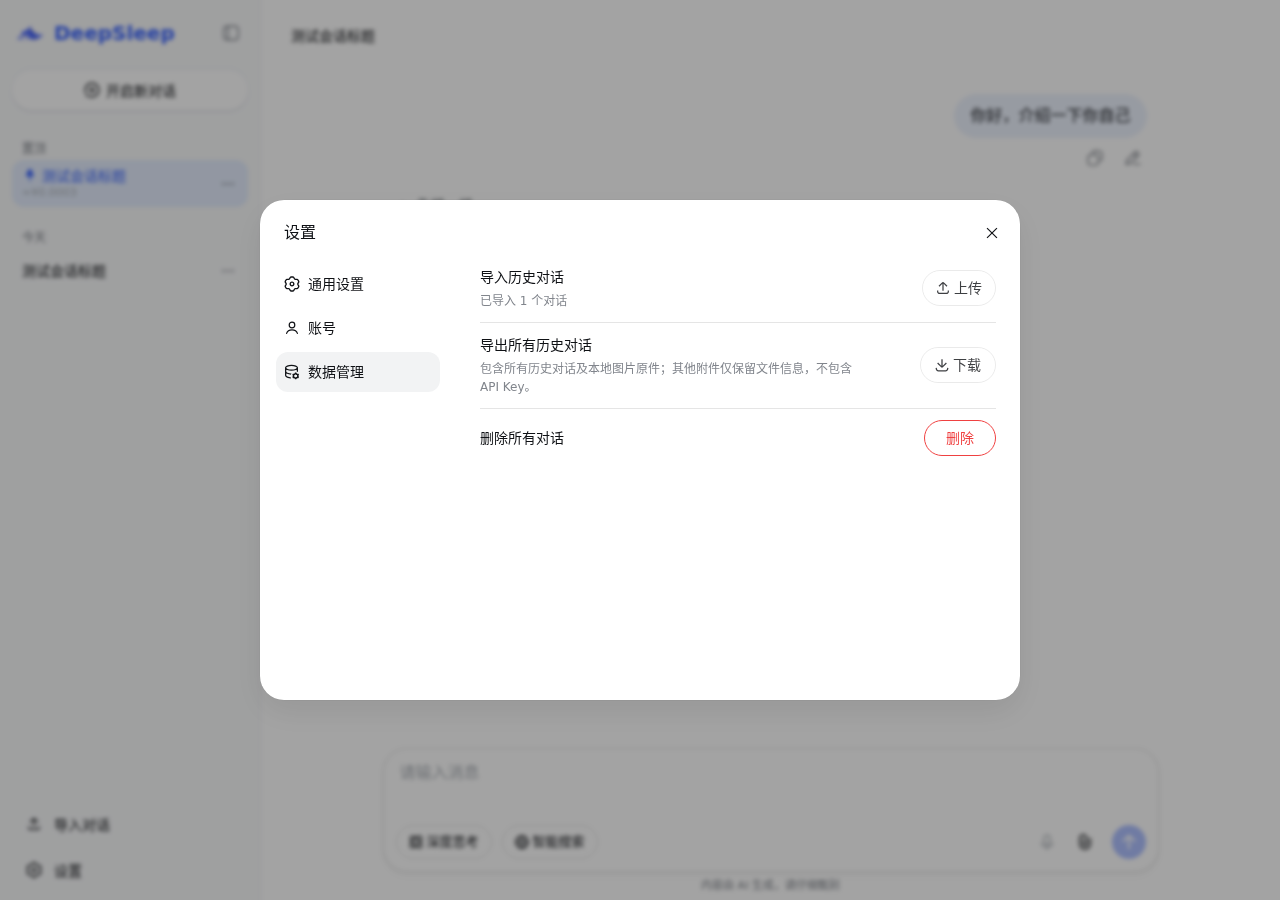 DeepSleep
测试会话标题
开启新对话
你好，介绍一下你自己
置顶
测试会话标题
今天
测试会话标题
设置
通用设置
账号
数据管理
导入历史对话
已导入 1 个对话
上传
导出所有历史对话
包含所有历史对话及本地图片原件；其他附件仅保留文件信息，不包含
API Key。
下载
删除所有对话
删除
请输入消息
深度思考
智能搜索
导入对话
设置
内容由 AI 生成，请仔细甄别